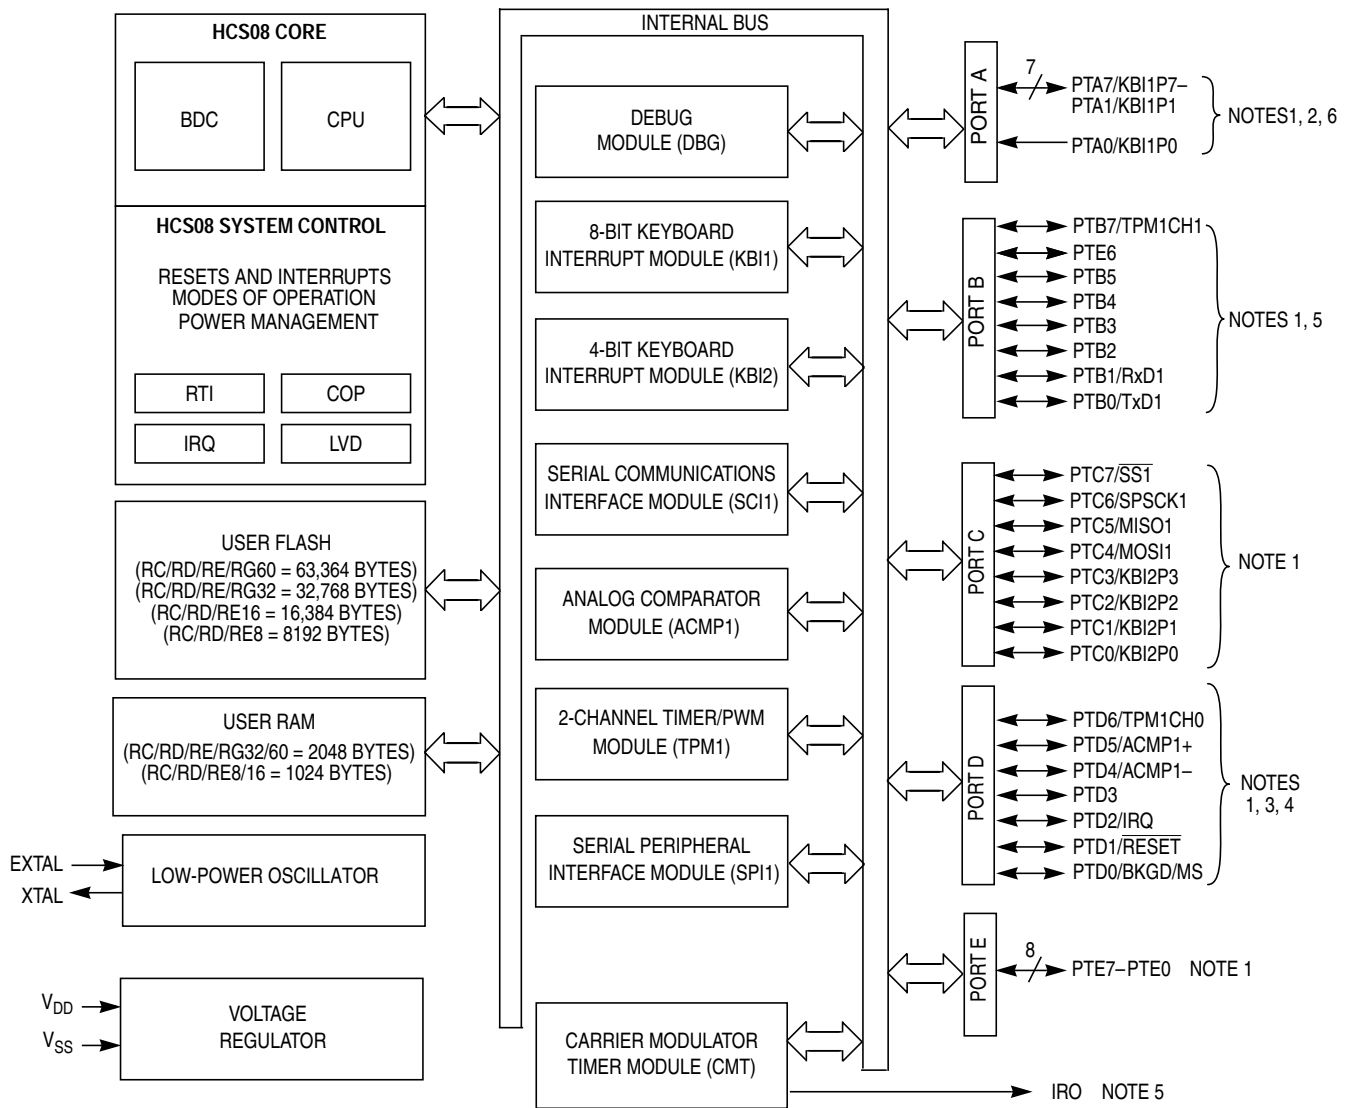 HCS08 CORE
BDC
CPU
HCS08 SYSTEM CONTROL
RESETS AND INTERRUPTS
MODES OF OPERATION
POWER MANAGEMENT
RTI
COP
IRQ
LVD
USER FLASH
(RC/RD/RE/RG60 = 63,364 BYTES)
(RC/RD/RE/RG32 = 32,768 BYTES)
(RC/RD/RE16 = 16,384 BYTES)
(RC/RD/RE8 = 8192 BYTES)
USER RAM
(RC/RD/RE/RG32/60 = 2048 BYTES)
(RC/RD/RE8/16 = 1024 BYTES)
EXTAL
XTAL
LOW-POWER OSCILLATOR
VDD
VSS
VOLTAGE
REGULATOR
INTERNAL BUS
DEBUG
MODULE (DBG)
8-BIT KEYBOARD
INTERRUPT MODULE (KBI1)
4-BIT KEYBOARD
INTERRUPT MODULE (KBI2)
SERIAL COMMUNICATIONS
INTERFACE MODULE (SCI1)
ANALOG COMPARATOR
MODULE (ACMP1)
2-CHANNEL TIMER/PWM
MODULE (TPM1)
SERIAL PERIPHERAL
INTERFACE MODULE (SPI1)
CARRIER MODULATOR
TIMER MODULE (CMT)
PORT A
7
PTA7/KBI1P7–
PTA1/KBI1P1
PTA0/KBI1P0
NOTES1, 2, 6
PORT B
PTB7/TPM1CH1
PTE6
PTB5
PTB4
PTB3
PTB2
PTB1/RxD1
PTB0/TxD1
NOTES 1, 5
PORT C
PTC7/SS1
PTC6/SPSCK1
PTC5/MISO1
PTC4/MOSI1
PTC3/KBI2P3
PTC2/KBI2P2
PTC1/KBI2P1
PTC0/KBI2P0
NOTE 1
PORT D
PTD6/TPM1CH0
PTD5/ACMP1+
PTD4/ACMP1–
PTD3
PTD2/IRQ
PTD1/RESET
PTD0/BKGD/MS
NOTES
1, 3, 4
PORT E
8
PTE7–PTE0 NOTE 1
IRO NOTE 5